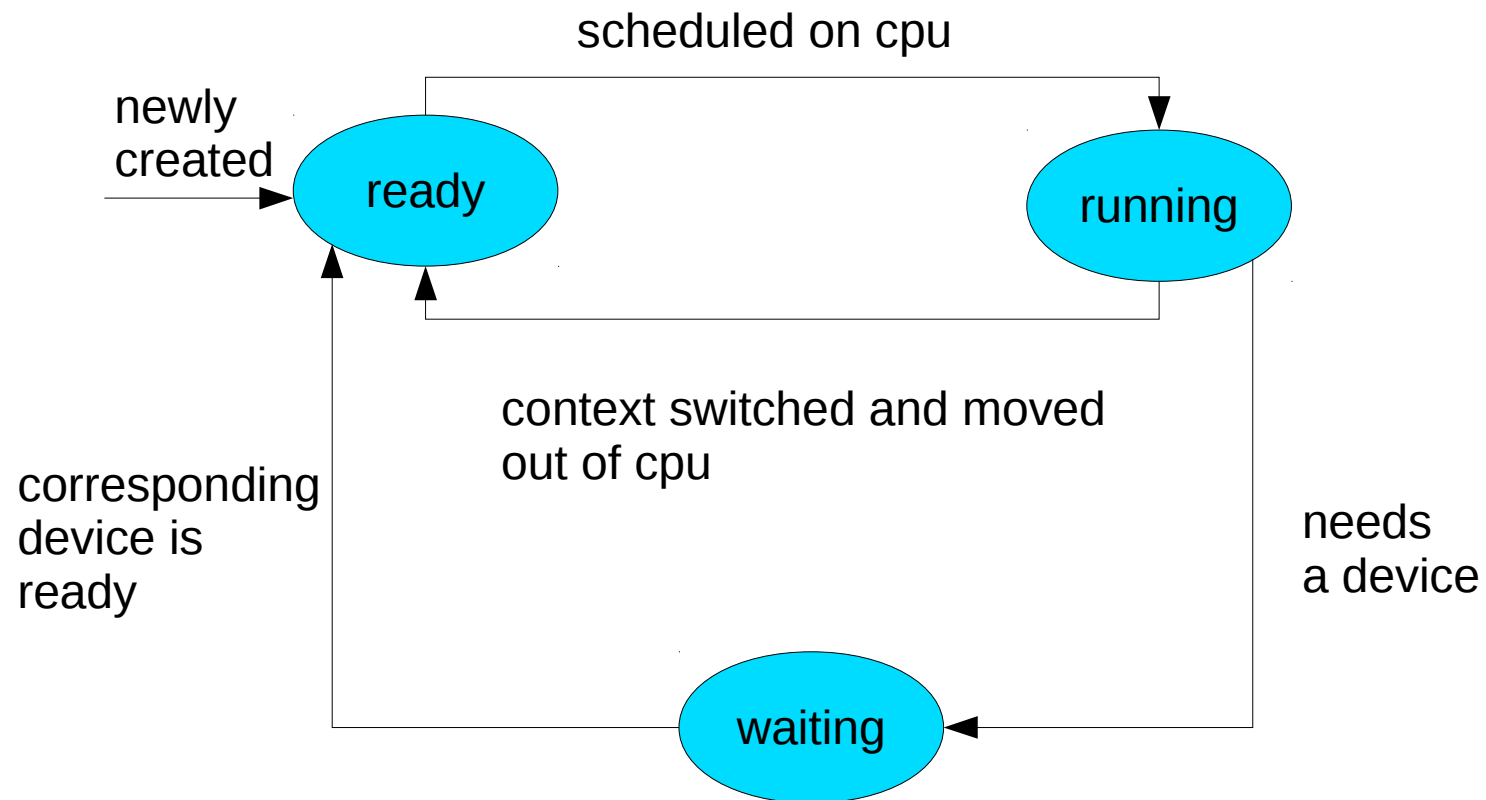 scheduled on cpu
newly
created
ready
running
context switched and moved
out of cpu
corresponding
device is
ready
needs
a device
waiting